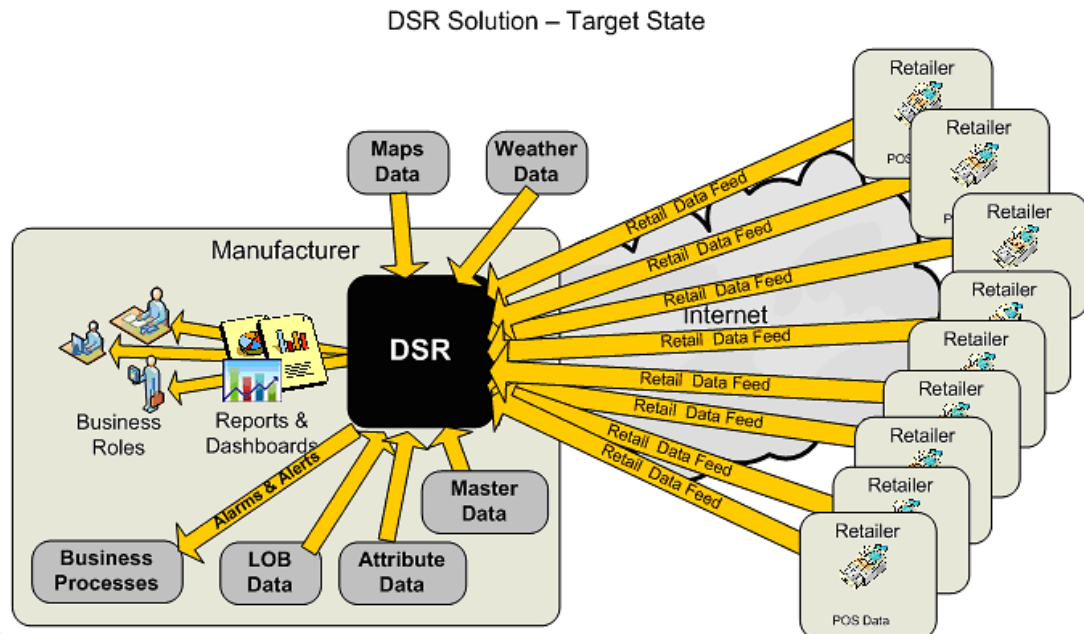 DSR Solution – Target State
Retailer
POS
Retailer
P
Retailer
Retailer
Retailer
Retailer
Retailer
Retailer
Retailer
POS Data
Maps
Data
Weather
Data
Retail Data Feed
Retail Data Feed
Retail Data Feed
Retail Data Feed
Retail Data Feed
Retail Data Feed
Retail Data Feed
Retail Data Feed
Internet
Manufacturer
DSR
Business
Roles
Reports &
Dashboards
Alarms & Alerts
Master
Data
Business
Processes
LOB
Data
Attribute
Data